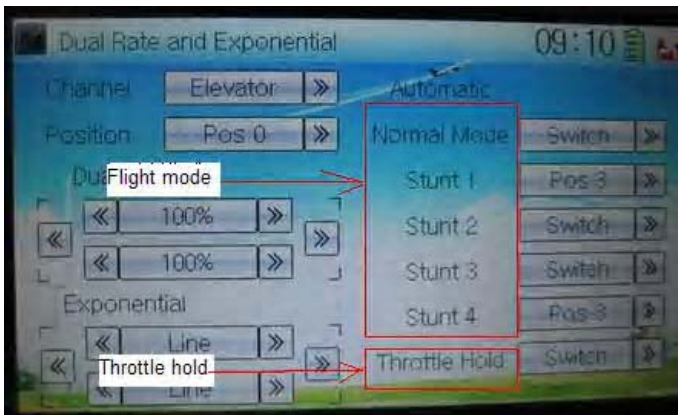 Dual Rate and Exponential
09:10
Channel
Elevator
Automatic
Position
Pos 0
Normal Mode
Switch
Flight mode
Stunt 1
Pos 3
100%
Stunt 2
Switch
100%
Stunt 3
Switch
Exponential
Stunt 4
Pos 3
Line
Throttle hold
Throttle Hold
Switch
Line